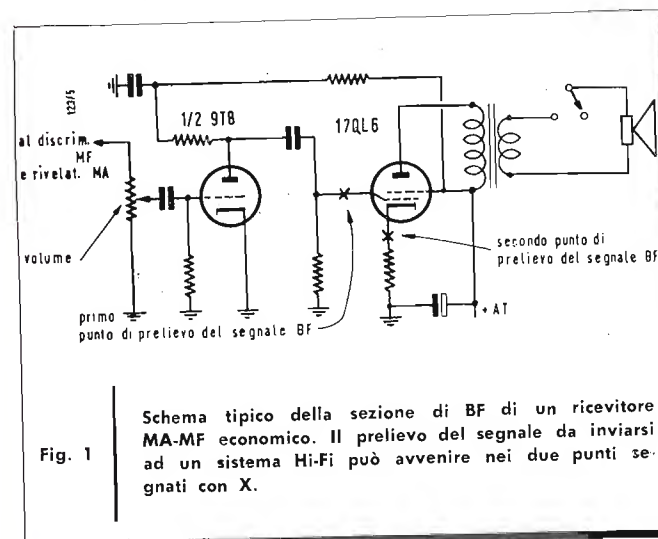 123/5
1/2 9T8
17QL6
al discrim.
MF
e rivelat. MA
volume
primo
punto di prelievo del segnale BF
secondo punto di
prelievo del segnale BF
+ AT
Fig. 1
Schema tipico della sezione di BF di un ricevitore
MA-MF economico. Il prelievo del segnale da inviarsi
ad un sistema Hi-Fi può avvenire nei due punti se-
gnati con X.